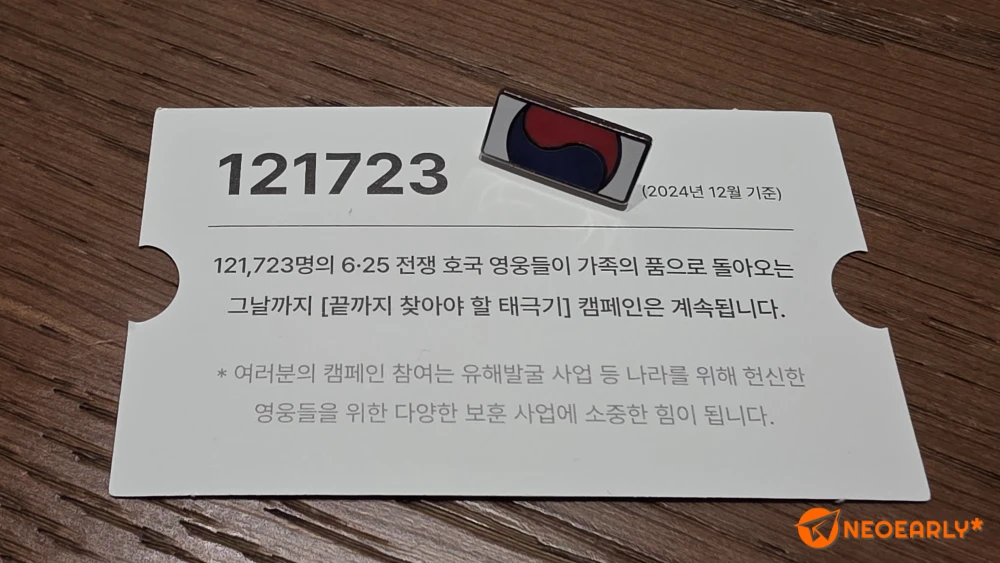 121723
(2024년 12월 기준)
121,723명의 6·25 전쟁 호국 영웅들이 가족의 품으로 돌아오는
그날까지 [끝까지 찾아야 할 태극기] 캠페인은 계속됩니다.
* 여러분의 캠페인 참여는 유해발굴 사업 등 나라를 위해 헌신한
영웅들을 위한 다양한 보훈 사업에 소중한 힘이 됩니다.
NEOEARLY*